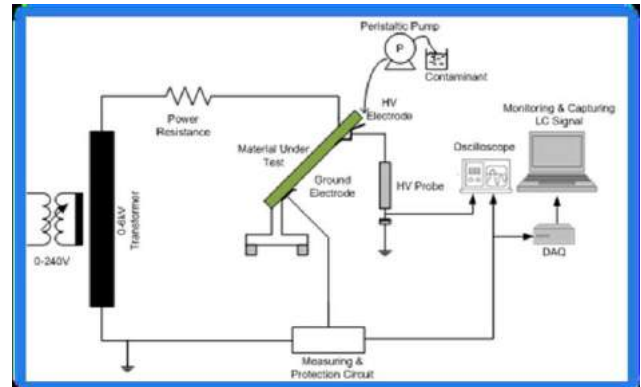 Peristaltic Pump
P
Contaminant
HV
Electrode
Power
Resistance
Material Under
Test
Ground
Electrode
HV Probe
Monitoring & Capturing
LC Signal
Oscilloscope
DAQ
0-6kV
Transformer
0-240V
Measuring &
Protection Circuit